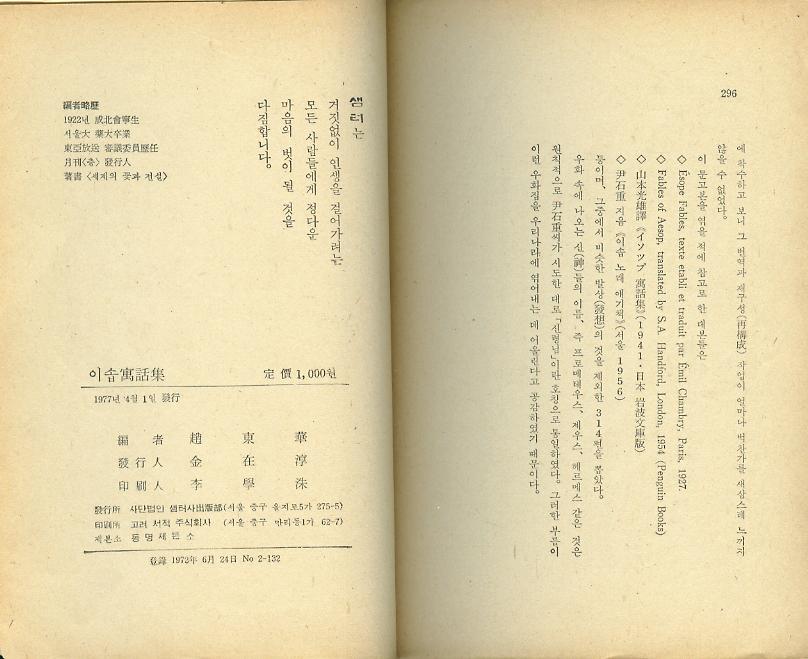 296
에 착수하고 보니 그 번역과 재구성(再構成) 작업이 얼마나 벅찬가를 새삼스레 느끼지
않을 수 없었다.
이 문고본을 엮을 적에 참고로 한 대본들은
◇ Ésope Fables, texte etabli et traduit par Émil Chambry, Paris, 1927.
◇ Fables of Aesop, translated by S.A. Handford, London, 1954 (Penguin Books)
◇ 山本光雄譯 《イソップ 寓話集》(1941·日本 岩波文庫版)
◇ 尹石重 지음 《이솝 노래 얘기책》(서울 1956)
등이며, 그중에서 비슷한 발상(發想)의 것을 제외한 314편을 뽑았다.
우화 속에 나오는 신(神)들의 이름, 즉 프로메테우스, 제우스, 헤르메스 같은 것은
원칙적으로 尹石重씨가 시도한 대로 「신령님」이란 호칭으로 통일하였다. 그러한 부름이
이런 우화집을 우리나라에 엮어내는 데 어울린다고 공감하였기 때문이다.
샘터는
거짓없이 인생을 걸어가려는
모든 사람들에게 정다운
마음의 벗이 될 것을
다짐합니다.
編者略歷
1922년 咸北會寧生
서울大 藥大卒業
東亞放送 審議委員歷任
月刊〈충〉 發行人
著書 〈세계의 꽃과 전설〉
이솝寓話集 定價 1,000원
1977년 4월 1일 發行
編者 趙東華
發行人 金在淳
印刷人 李學洙
發行所 사단법인 샘터사出版部(서울 중구 을지로5가 275-5)
印刷所 고려 서적 주식회사 (서울 중구 만리동1가 62-7)
제본소 동명제본소
登錄 1972年 6月 24日 No 2-132